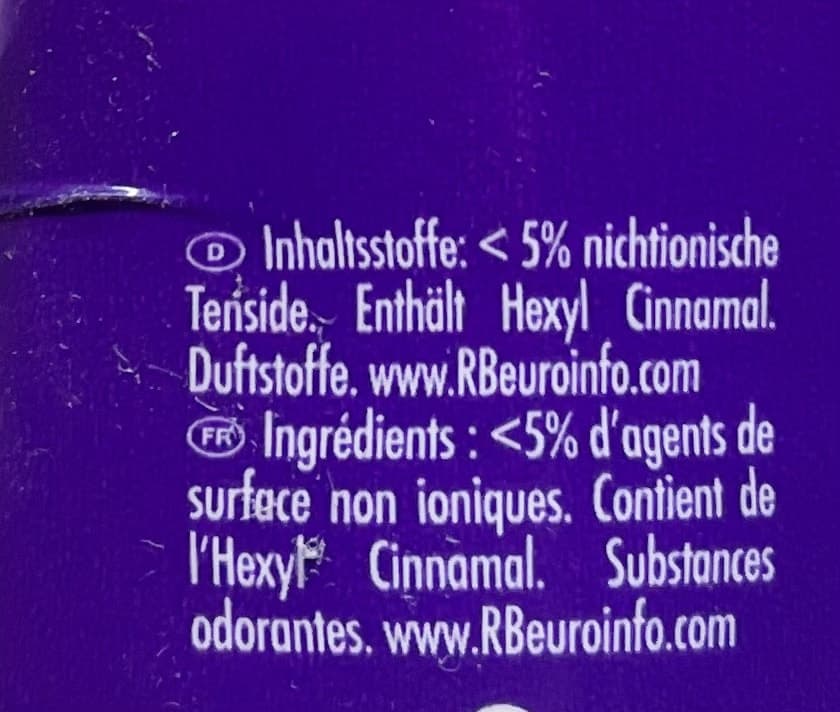 D Inhaltsstoffe: < 5% nichtionische
Tenside. Enthält Hexyl Cinnamal.
Duftstoffe. www.RBeuroinfo.com
FR Ingrédients : <5% d'agents de
surface non ioniques. Contient de
l'Hexyl Cinnamal. Substances
odorantes. www.RBeuroinfo.com